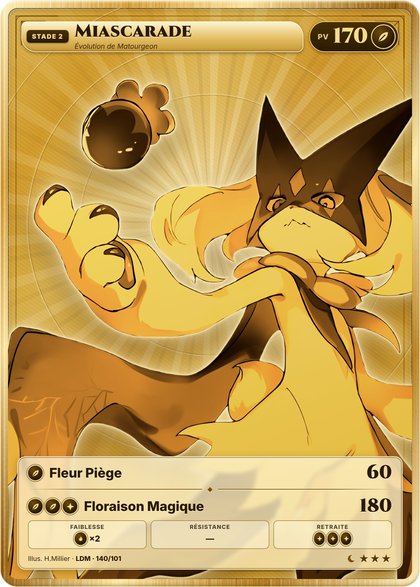 STADE 2
MIASCARADE
Évolution de Matourgeon
PV 170
Fleur Piège 60
Floraison Magique 180
FAIBLESSE RÉSISTANCE RETRAITE
×2 —
Illus. H.Millier · LDM · 140/101